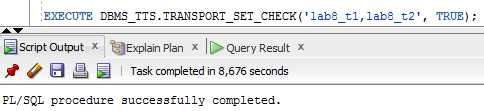 EXECUTE DBMS_TTS.TRANSPORT_SET_CHECK('lab8_t1,lab8_t2', TRUE);
Script Output x Explain Plan x Query Result x
Task completed in 8,676 seconds
PL/SQL procedure successfully completed.